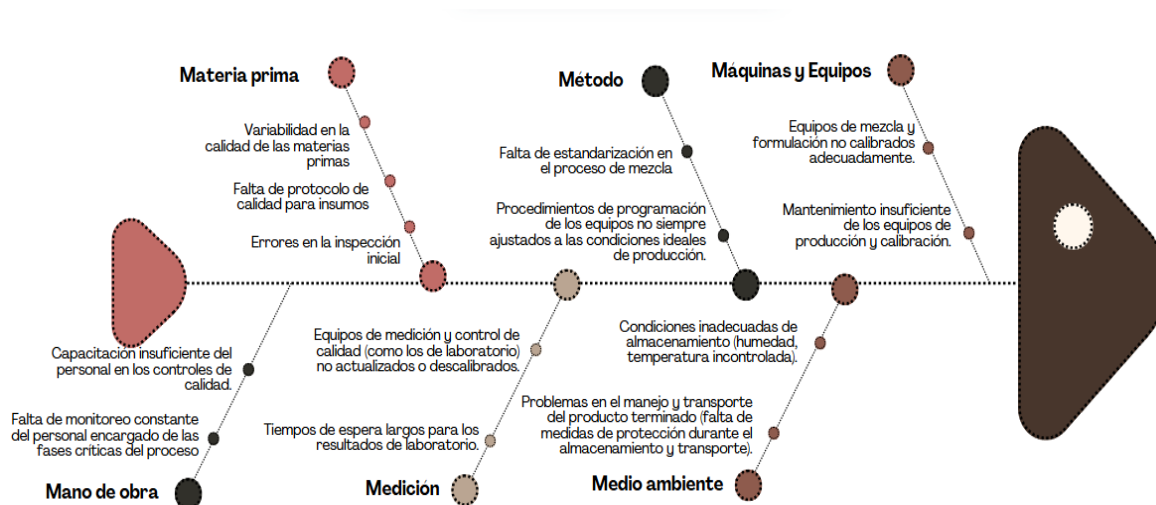 Materia prima
Variabilidad en la
calidad de las materias
primas
Falta de protocolo de
calidad para insumos
Errores en la inspección
inicial
Método
Falta de estandarización en
el proceso de mezcla
Procedimientos de programación
de los equipos no siempre
ajustados a las condiciones ideales
de producción.
Máquinas y Equipos
Equipos de mezcla y
formulación no calibrados
adecuadamente.
Mantenimiento insuficiente
de los equipos de
producción y calibración.
Capacitación insuficiente del
personal en los controles de
calidad.
Falta de monitoreo constante
del personal encargado de las
fases críticas del proceso
Mano de obra
Equipos de medición y control de
calidad (como los de laboratorio)
no actualizados o descalibrados.
Tiempos de espera largos para los
resultados de laboratorio.
Medición
Condiciones inadecuadas de
almacenamiento (humedad,
temperatura incontrolada).
Problemas en el manejo y transporte
del producto terminado (falta de
medidas de protección durante el
almacenamiento y transporte).
Medio ambiente